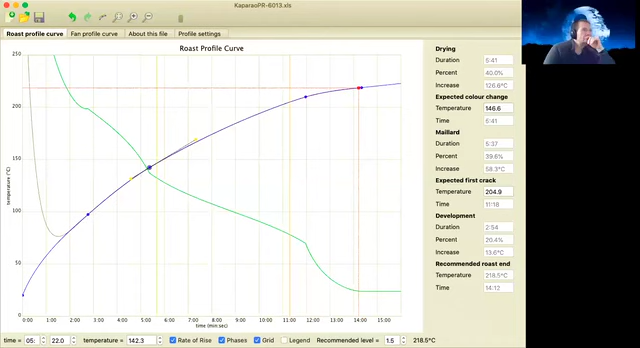 KaparaoPR-6013.xls
Roast profile curve Fan profile curve About this file Profile settings
Roast Profile Curve
Drying
Duration 5:41
Percent 40.0%
Increase 126.6°C
Expected colour change
Temperature 146.6
Time 5:41
Maillard
Duration 5:37
Percent 39.6%
Increase 58.3°C
Expected first crack
Temperature 204.9
Time 11:18
Development
Duration 2:54
Percent 20.4%
Increase 13.6°C
Recommended roast end
Temperature 218.5°C
Time 14:12
temperature (°C)
250
200
150
100
50
0
0:00 1:00 2:00 3:00 4:00 5:00 6:00 7:00 8:00 9:00 10:00 11:00 12:00 13:00 14:00 15:00
time (min.sec)
time = 05: 22.0 temperature = 142.3 Rate of Rise Phases Grid Legend Recommended level = 1.5 218.5°C